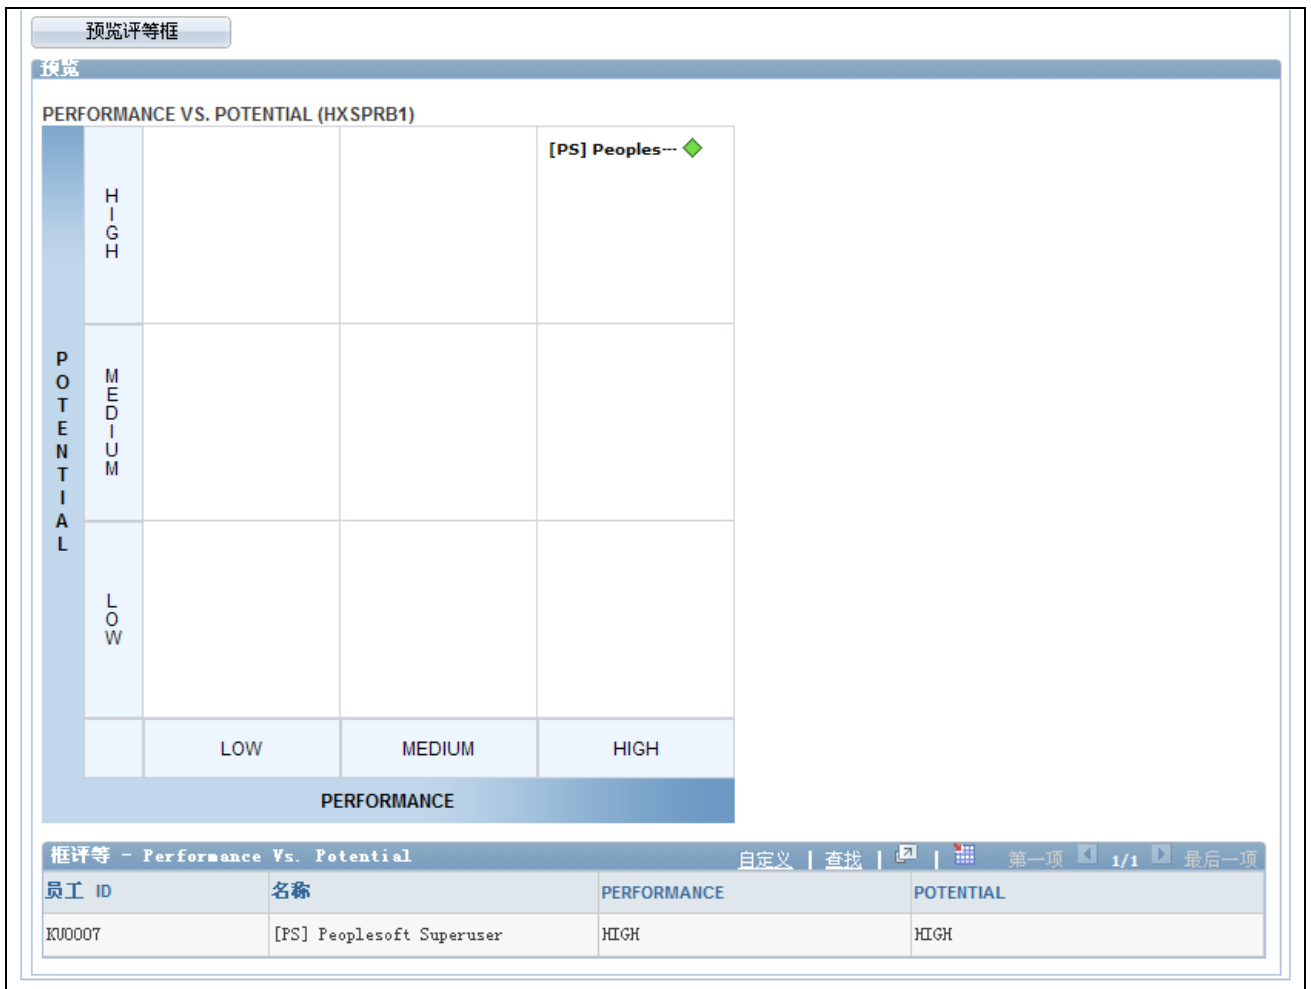 预览评等框
预览
PERFORMANCE VS. POTENTIAL (HXSPRB1)
[PS] Peoples---
HIGH
POTENTIAL
MEDIUM
LOW
LOW MEDIUM HIGH
PERFORMANCE
框评等 - Performance Vs. Potential 自定义 | 查找 | | 第一项 1/1 最后一项
员工 ID 名称 PERFORMANCE POTENTIAL
KU0007 [PS] Peoplesoft Superuser HIGH HIGH